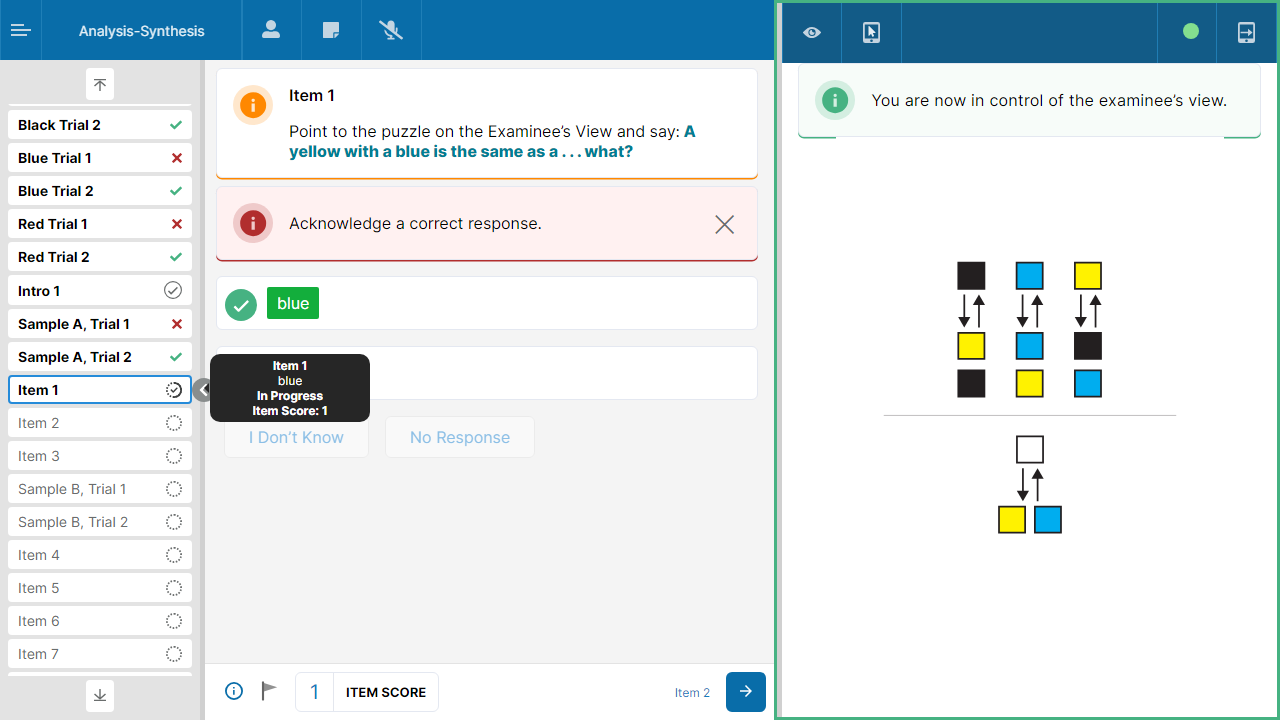 Analysis-Synthesis
Black Trial 2
Blue Trial 1
Blue Trial 2
Red Trial 1
Red Trial 2
Intro 1
Sample A, Trial 1
Sample A, Trial 2
Item 1
Item 2
Item 3
Sample B, Trial 1
Sample B, Trial 2
Item 4
Item 5
Item 6
Item 7
Item 1
Point to the puzzle on the Examinee’s View and say: A
yellow with a blue is the same as a . . . what?
Acknowledge a correct response.
blue
Item 1
blue
In Progress
Item Score: 1
I Don’t Know
No Response
1
ITEM SCORE
Item 2
You are now in control of the examinee’s view.